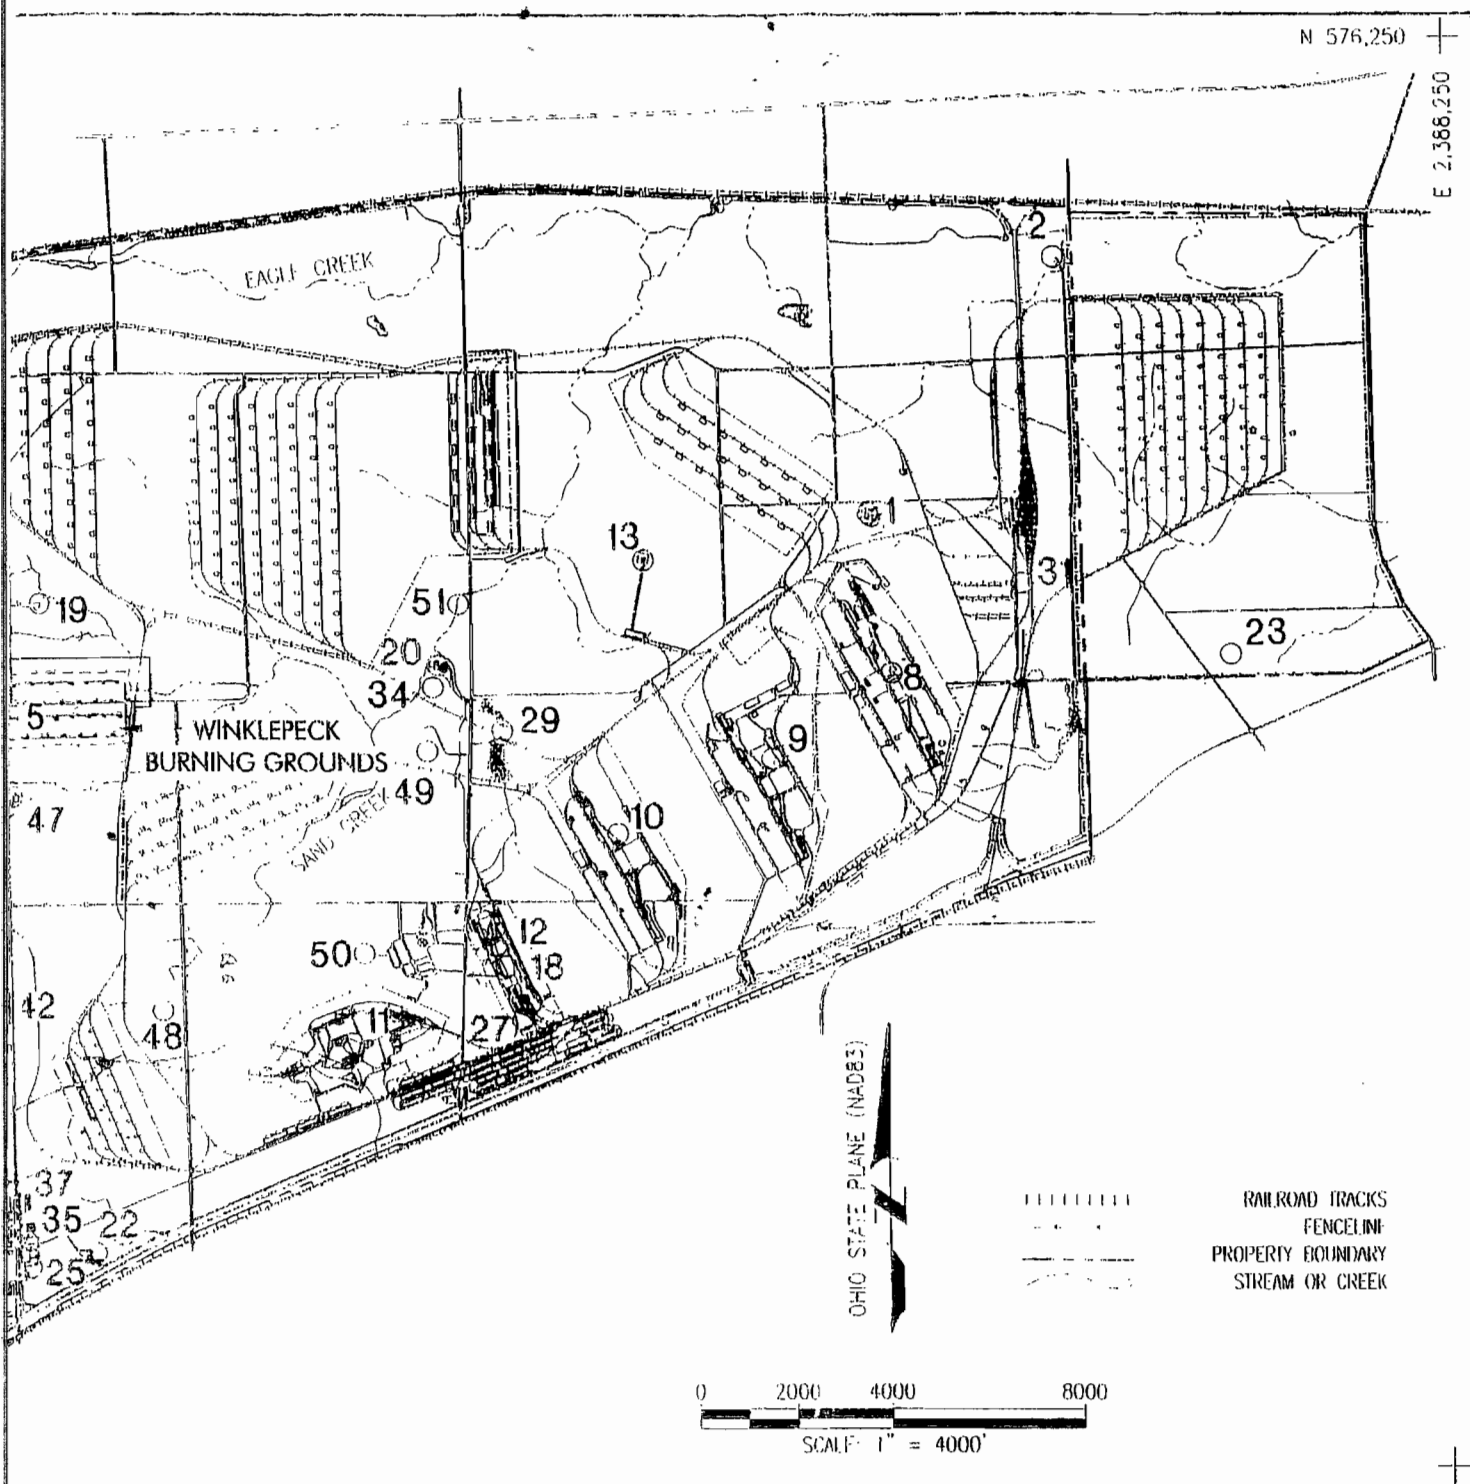 N 576,250
E 2,388,250
2
EAGLE CREEK
1
13
31
19
51
23
20
34
8
5
WINKLEPECK
BURNING GROUNDS
29
9
49
47
10
SAND CREEK
12
50
18
46
42
48
11
27
OHIO STATE PLANE (NAD83)
37
35
22
25
RAILROAD TRACKS
FENCELINE
PROPERTY BOUNDARY
STREAM OR CREEK
0 2000 4000 8000
SCALE: 1" = 4000'